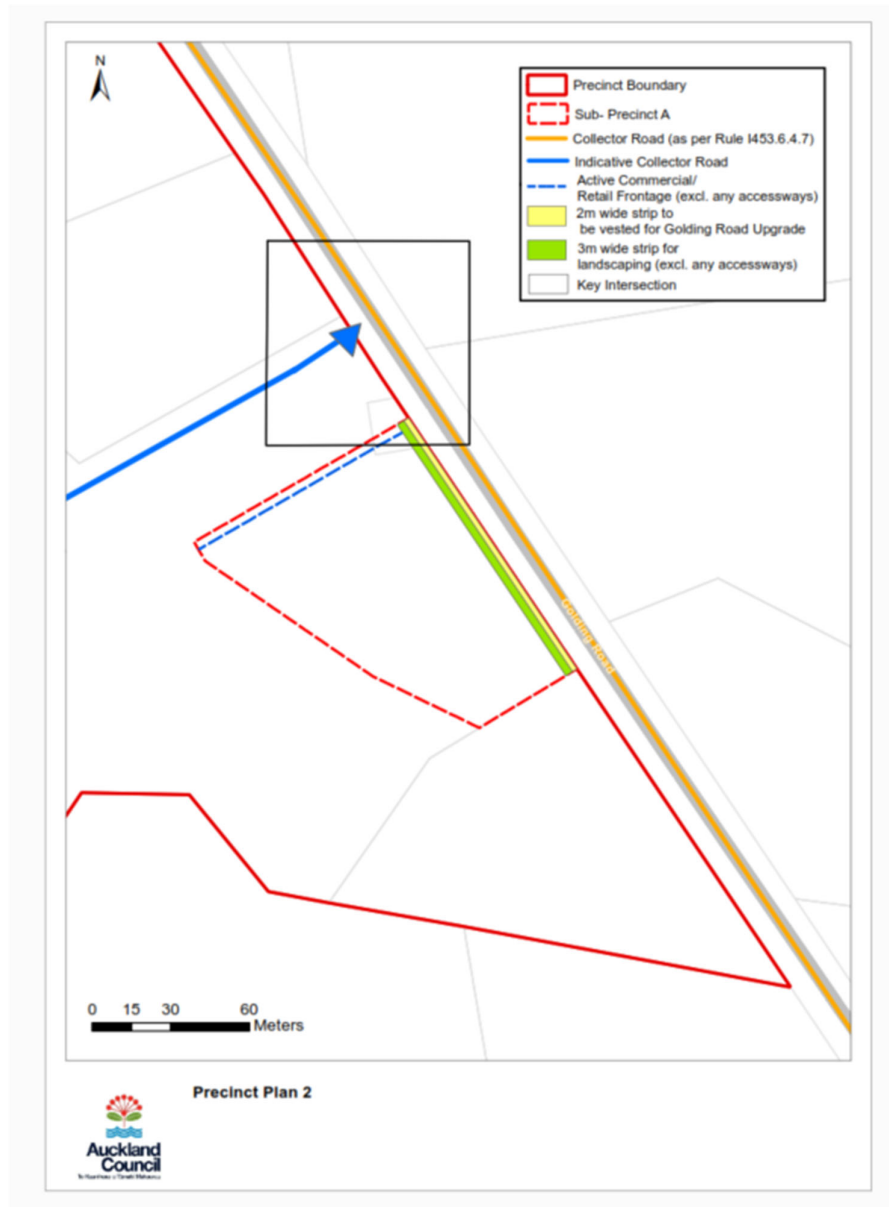 N
Precinct Boundary
Sub- Precinct A
Collector Road (as per Rule I453.6.4.7)
Indicative Collector Road
Active Commercial/
Retail Frontage (excl. any accessways)
2m wide strip to
be vested for Golding Road Upgrade
3m wide strip for
landscaping (excl. any accessways)
Key Intersection
Golding Road
0 15 30 60
Meters
Precinct Plan 2
Auckland
Council